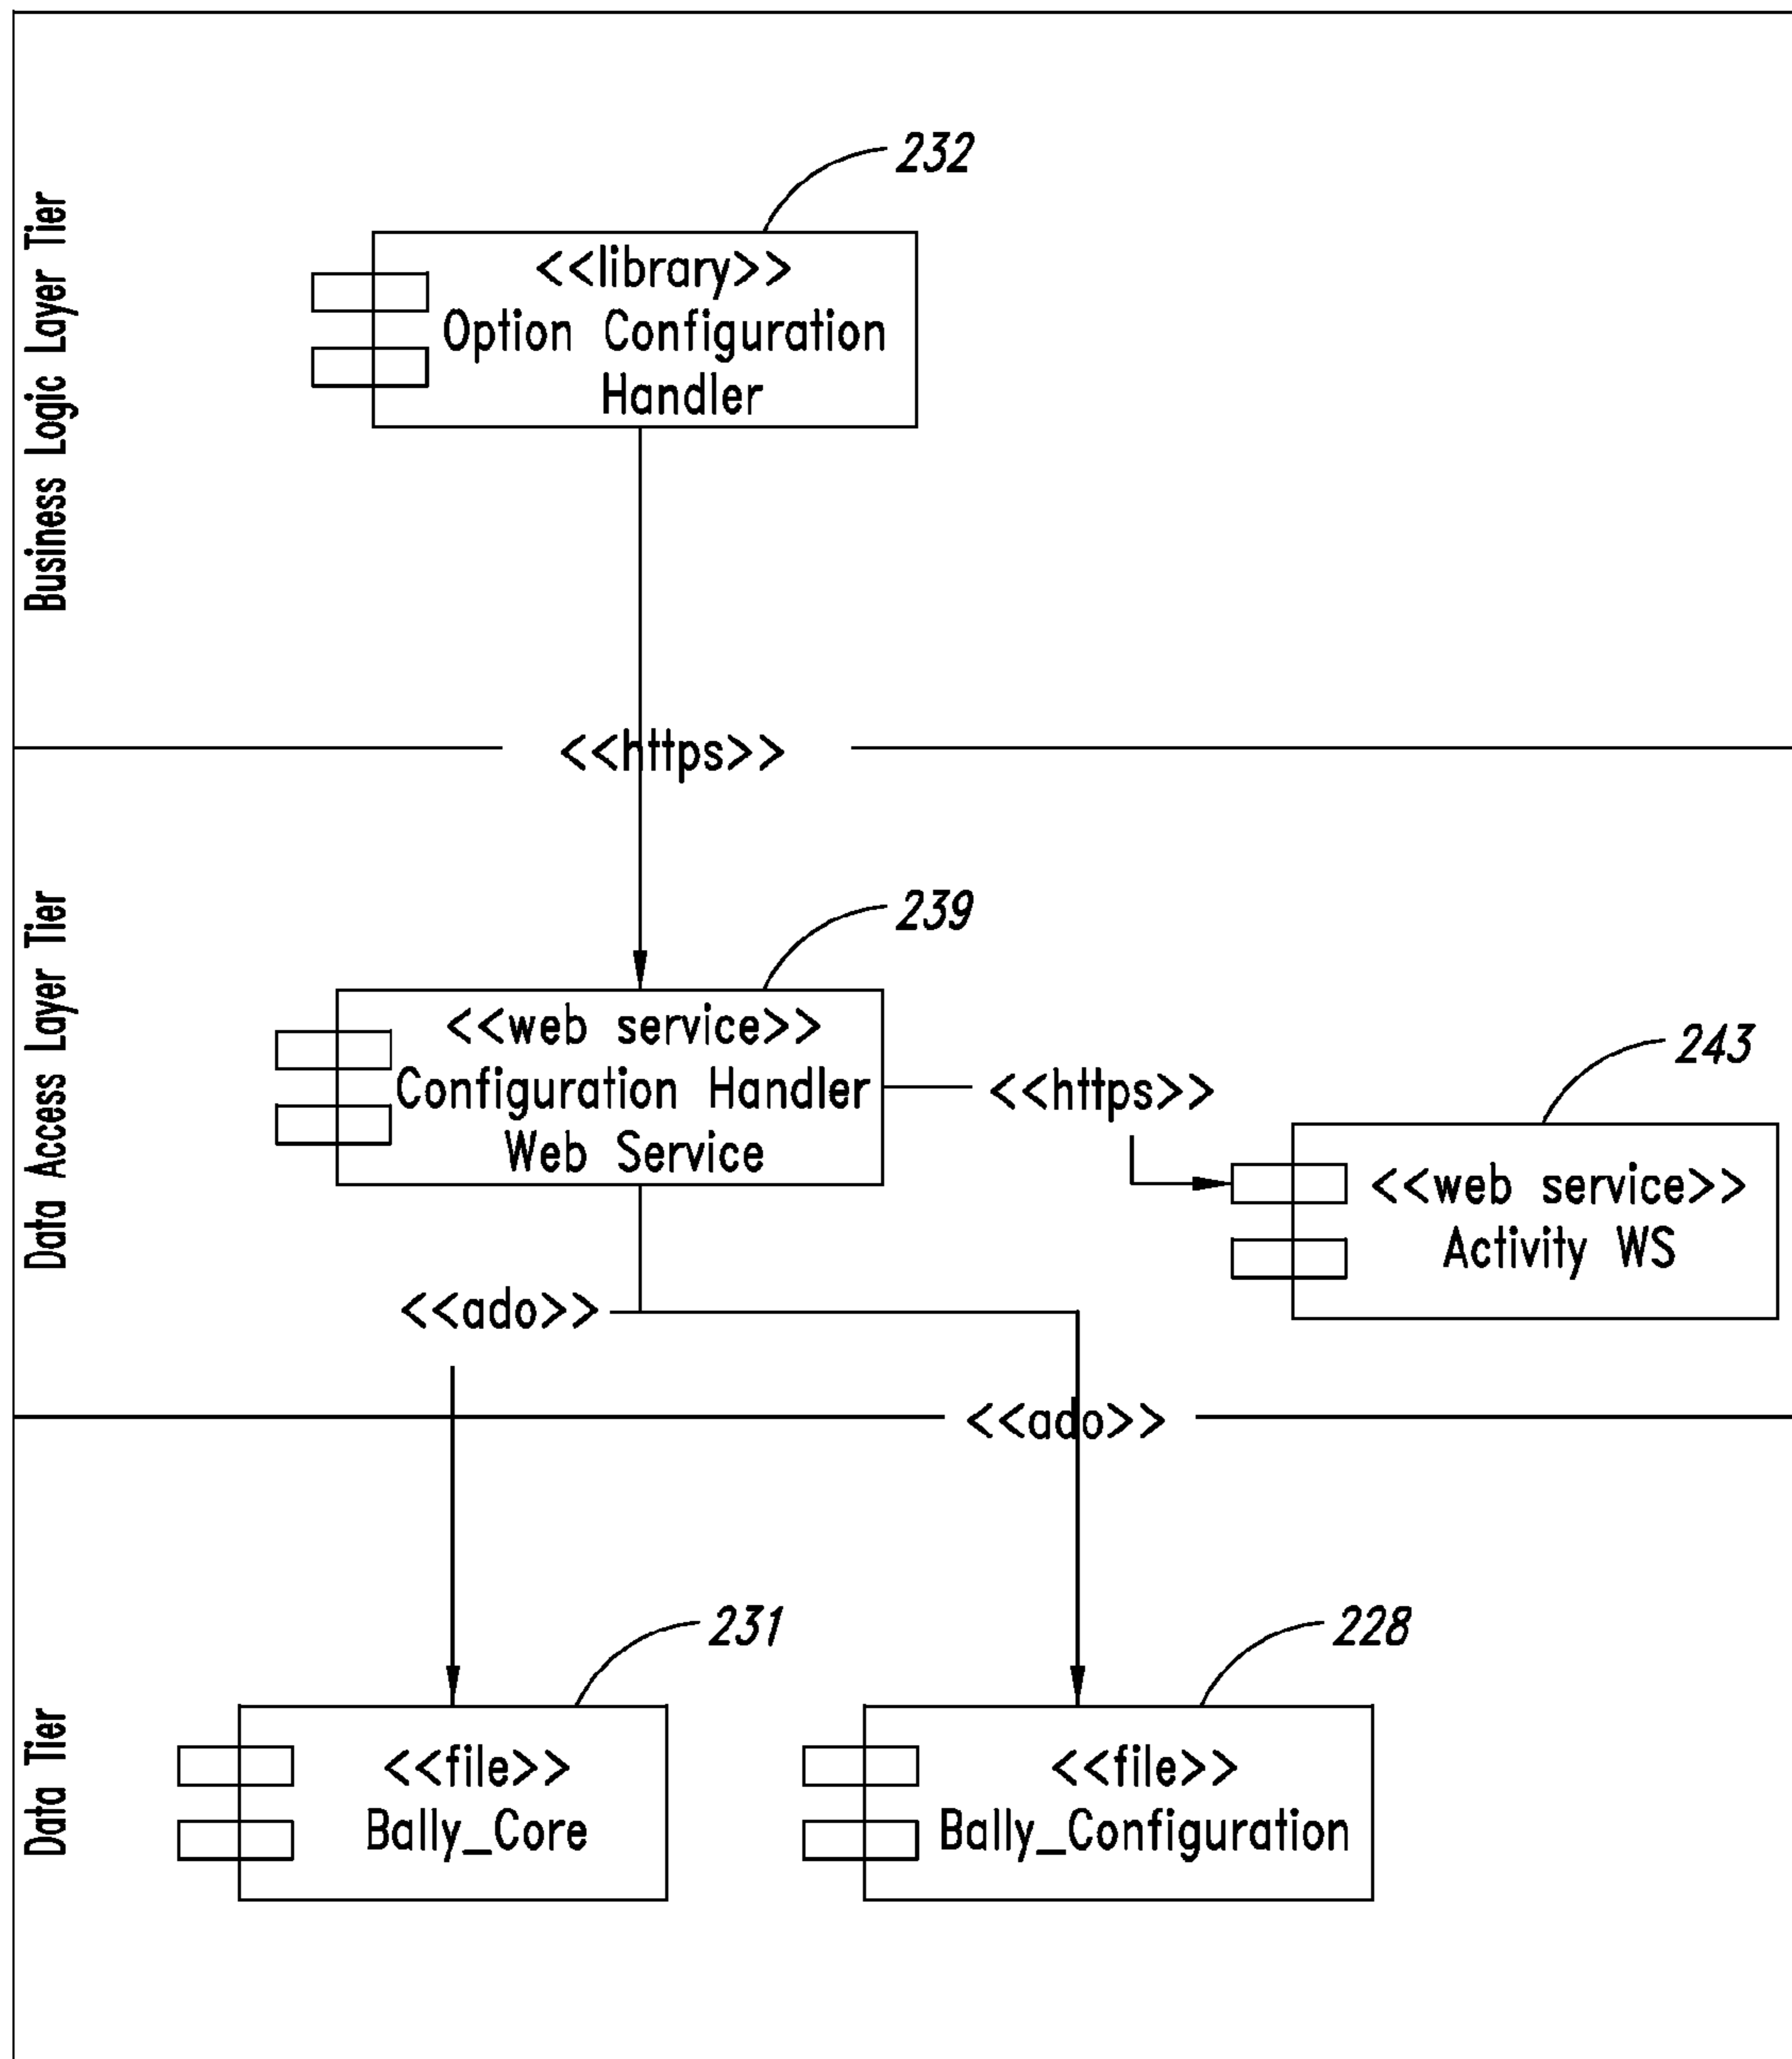 Business Logic Layer Tier
232
<<library>>
Option Configuration
Handler
<<https>>
Data Access Layer Tier
239
<<web service>>
Configuration Handler
Web Service
<<https>>
243
<<web service>>
Activity WS
<<ado>>
<<ado>>
Data Tier
231
<<file>>
Bally_Core
228
<<file>>
Bally_Configuration